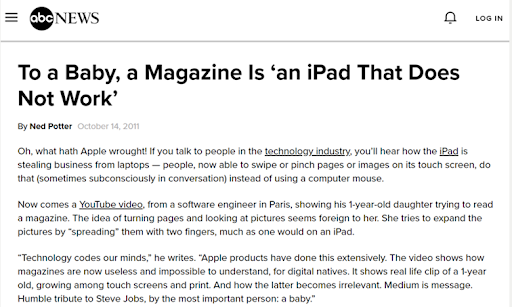 abc NEWS
LOG IN
To a Baby, a Magazine Is ‘an iPad That Does
Not Work’
By Ned Potter October 14, 2011
Oh, what hath Apple wrought! If you talk to people in the technology industry, you’ll hear how the iPad is
stealing business from laptops — people, now able to swipe or pinch pages or images on its touch screen, do
that (sometimes subconsciously in conversation) instead of using a computer mouse.
Now comes a YouTube video, from a software engineer in Paris, showing his 1-year-old daughter trying to read
a magazine. The idea of turning pages and looking at pictures seems foreign to her. She tries to expand the
pictures by “spreading” them with two fingers, much as one would on an iPad.
“Technology codes our minds,” he writes. “Apple products have done this extensively. The video shows how
magazines are now useless and impossible to understand, for digital natives. It shows real life clip of a 1-year
old, growing among touch screens and print. And how the latter becomes irrelevant. Medium is message.
Humble tribute to Steve Jobs, by the most important person: a baby.”